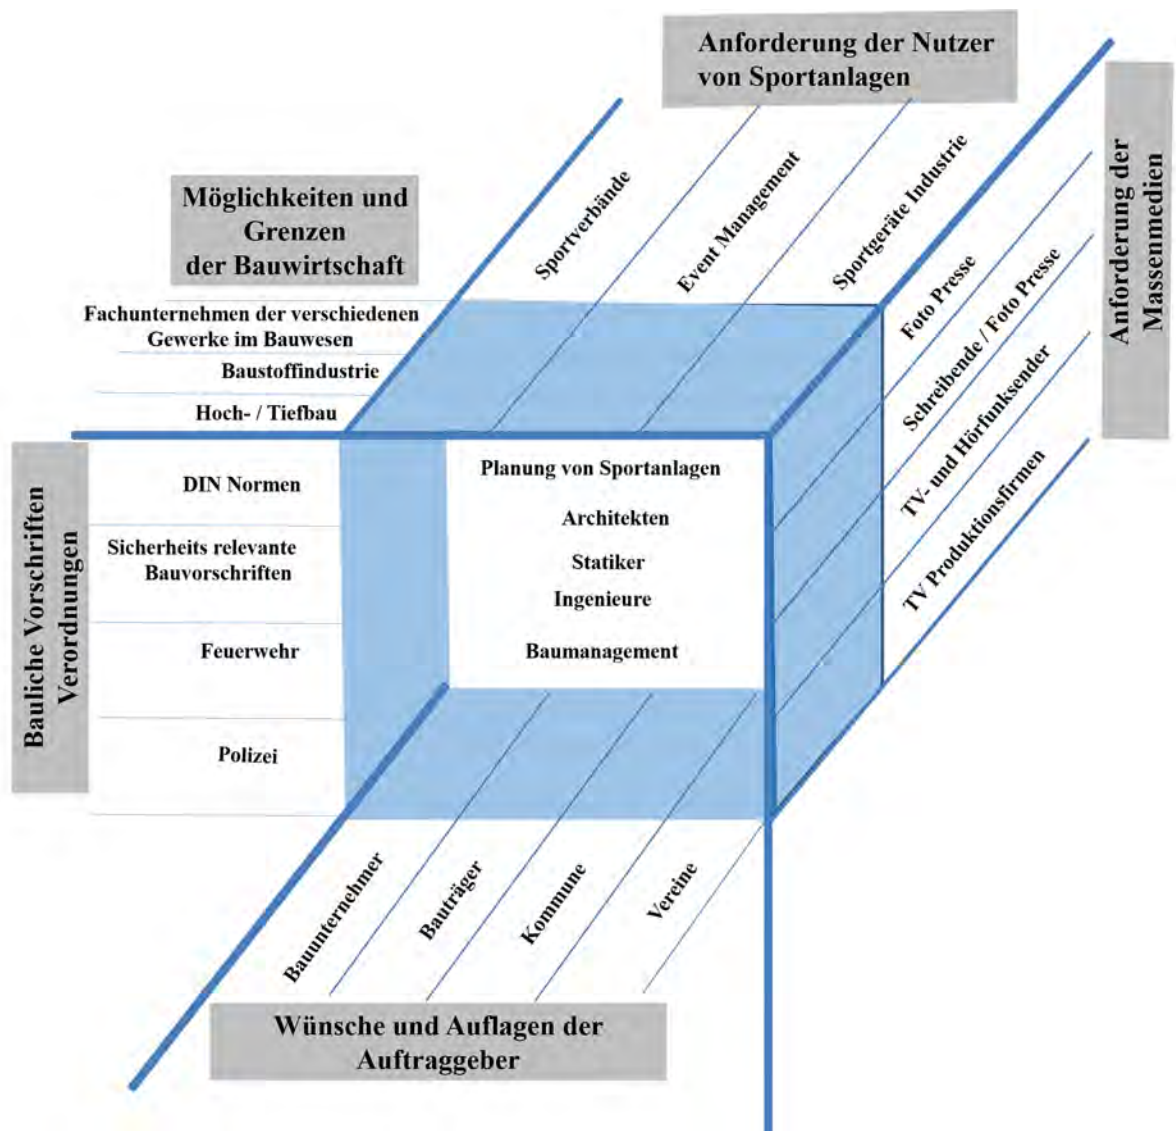 Anforderung der Nutzer
von Sportanlagen
Anforderung der
Massenmedien
Möglichkeiten und
Grenzen
der Bauwirtschaft
Sportverbände
Event Management
Sportgeräte Industrie
Fachunternehmen der verschiedenen
Gewerke im Bauwesen
Baustoffindustrie
Hoch- / Tiefbau
Foto Presse
Schreibende / Foto Presse
TV- und Hörfunksender
TV Produktionsfirmen
Bauliche Vorschriften
Verordnungen
DIN Normen
Sicherheits relevante
Bauvorschriften
Feuerwehr
Polizei
Planung von Sportanlagen
Architekten
Statiker
Ingenieure
Baumanagement
Bauunternehmer
Bauträger
Kommune
Vereine
Wünsche und Auflagen der
Auftraggeber